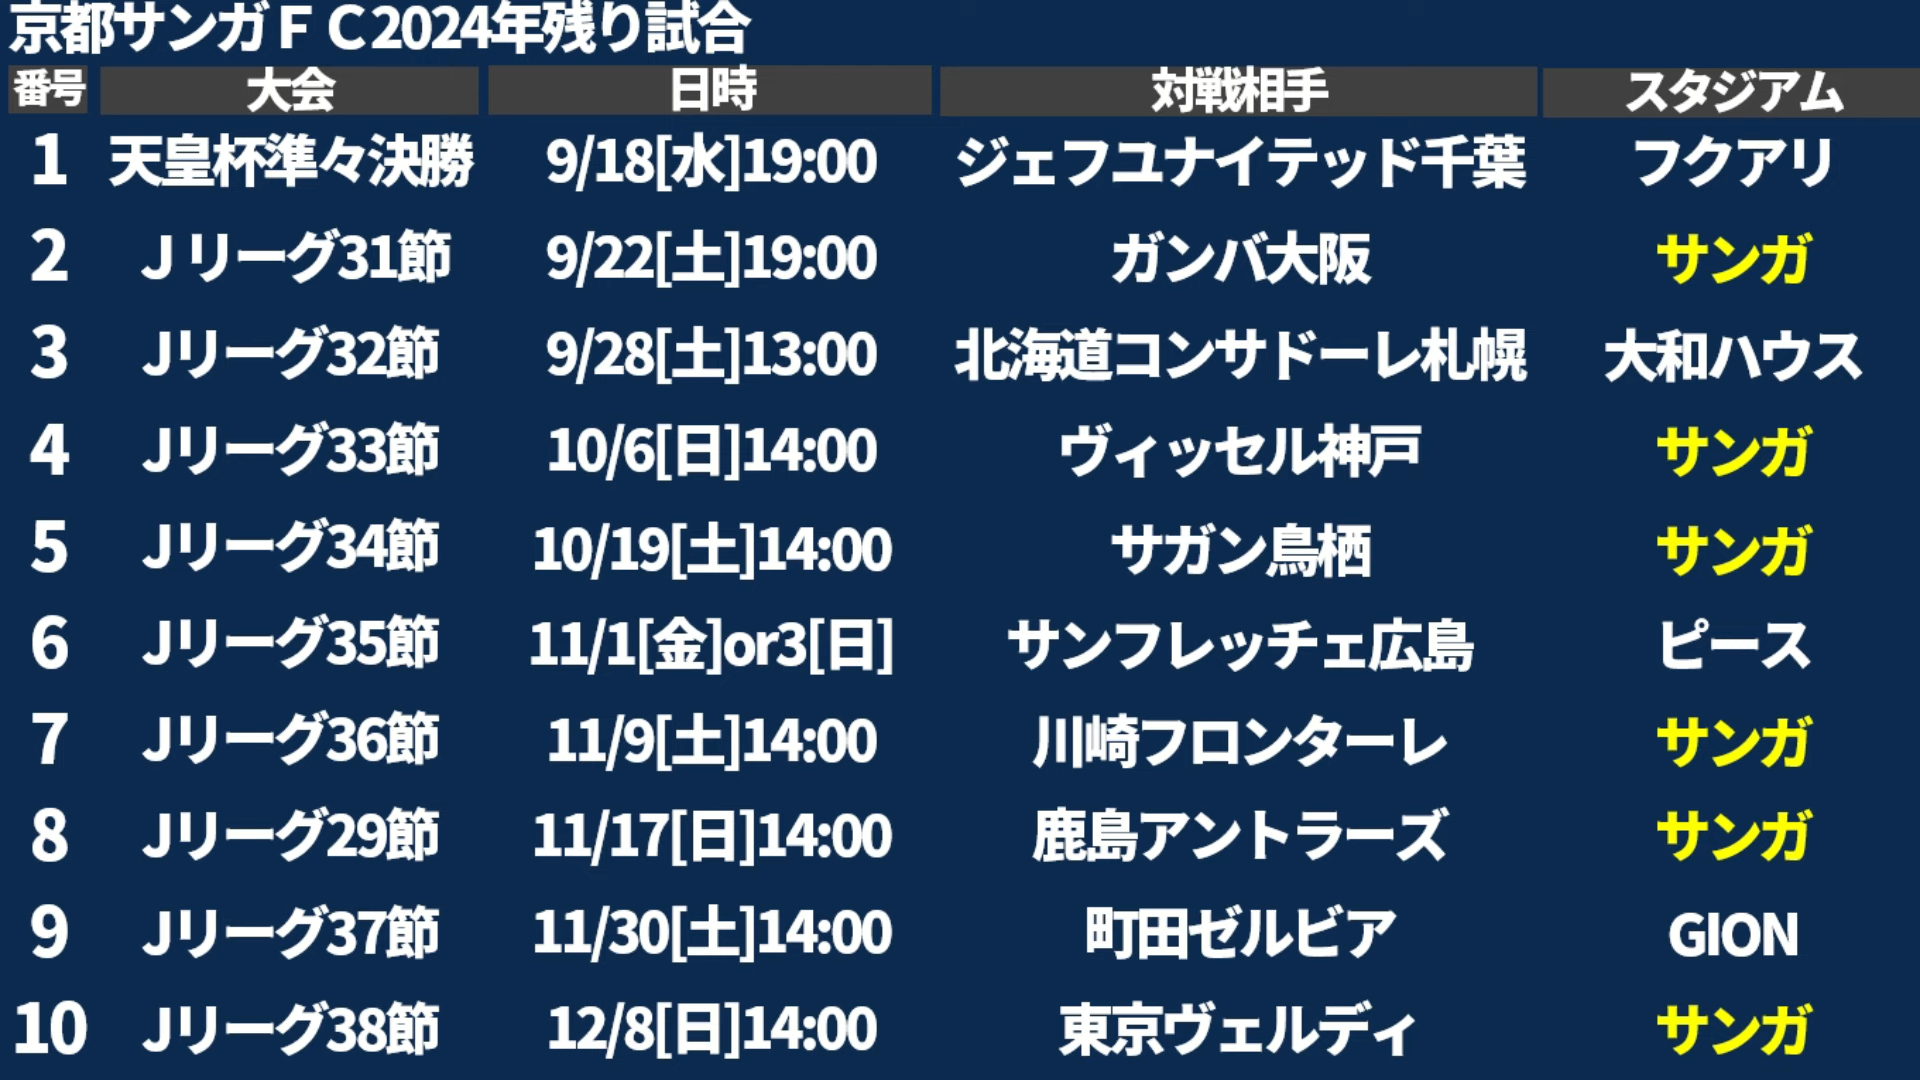 京都サンガＦＣ2024年残り試合
番号 大会 日時 対戦相手 スタジアム
1 天皇杯準々決勝 9/18[水]19:00 ジェフユナイテッド千葉 フクアリ
2 Ｊリーグ31節 9/22[土]19:00 ガンバ大阪 サンガ
3 Jリーグ32節 9/28[土]13:00 北海道コンサドーレ札幌 大和ハウス
4 Jリーグ33節 10/6[日]14:00 ヴィッセル神戸 サンガ
5 Jリーグ34節 10/19[土]14:00 サガン鳥栖 サンガ
6 Jリーグ35節 11/1[金]or3[日] サンフレッチェ広島 ピース
7 Jリーグ36節 11/9[土]14:00 川崎フロンターレ サンガ
8 Jリーグ29節 11/17[日]14:00 鹿島アントラーズ サンガ
9 Jリーグ37節 11/30[土]14:00 町田ゼルビア GION
10 Jリーグ38節 12/8[日]14:00 東京ヴェルディ サンガ